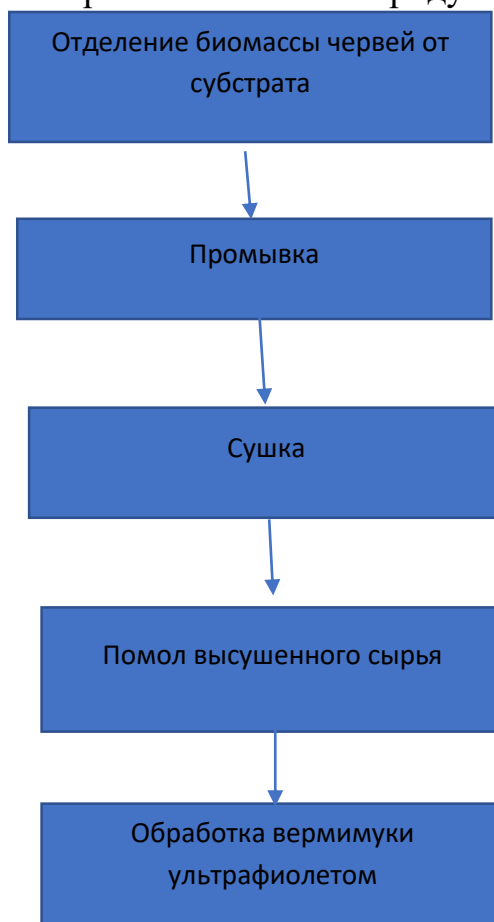 Отделение биомассы червей от
субстрата
Промывка
Сушка
Помол высушенного сырья
Обработка вермимуки
ультрафиолетом